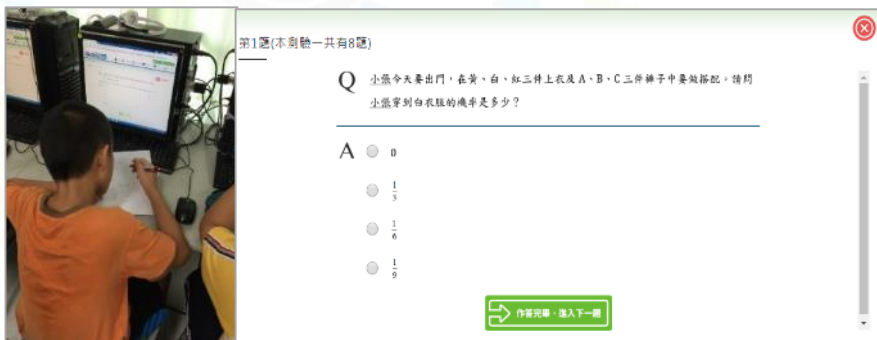 第1題(本測驗一共有8題)
Q 小張今天要出門，在黃、白、紅三件上衣及A、B、C三件褲子中要做搭配。請問
小張穿到白衣服的機率是多少？
A 0
1/3
1/6
1/9
作答完畢，進入下一題